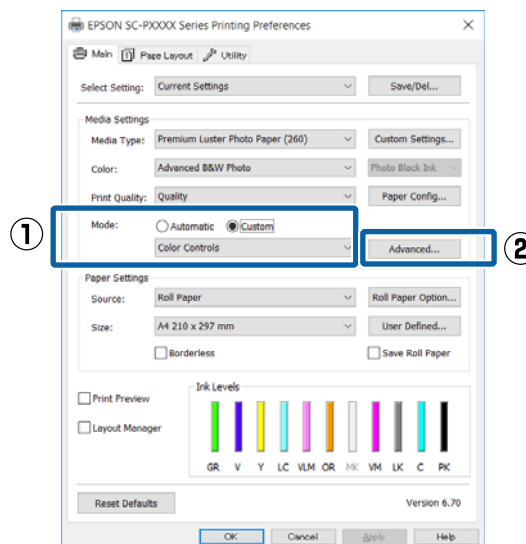 EPSON SC-PXXXX Series Printing Preferences
Main Page Layout Utility
Select Setting: Current Settings Save/Del...
Media Settings
Media Type: Premium Luster Photo Paper (260) Custom Settings...
Color: Advanced B&W Photo Photo Black Ink
Print Quality: Quality Paper Config...
① Mode: Automatic Custom
Color Controls Advanced... ②
Paper Settings
Source: Roll Paper Roll Paper Option...
Size: A4 210 x 297 mm User Defined...
Borderless Save Roll Paper
Ink Levels
Print Preview
Layout Manager
GR V Y LC VLM OR MK VM LK C PK
Reset Defaults Version 6.70
OK Cancel Apply Help